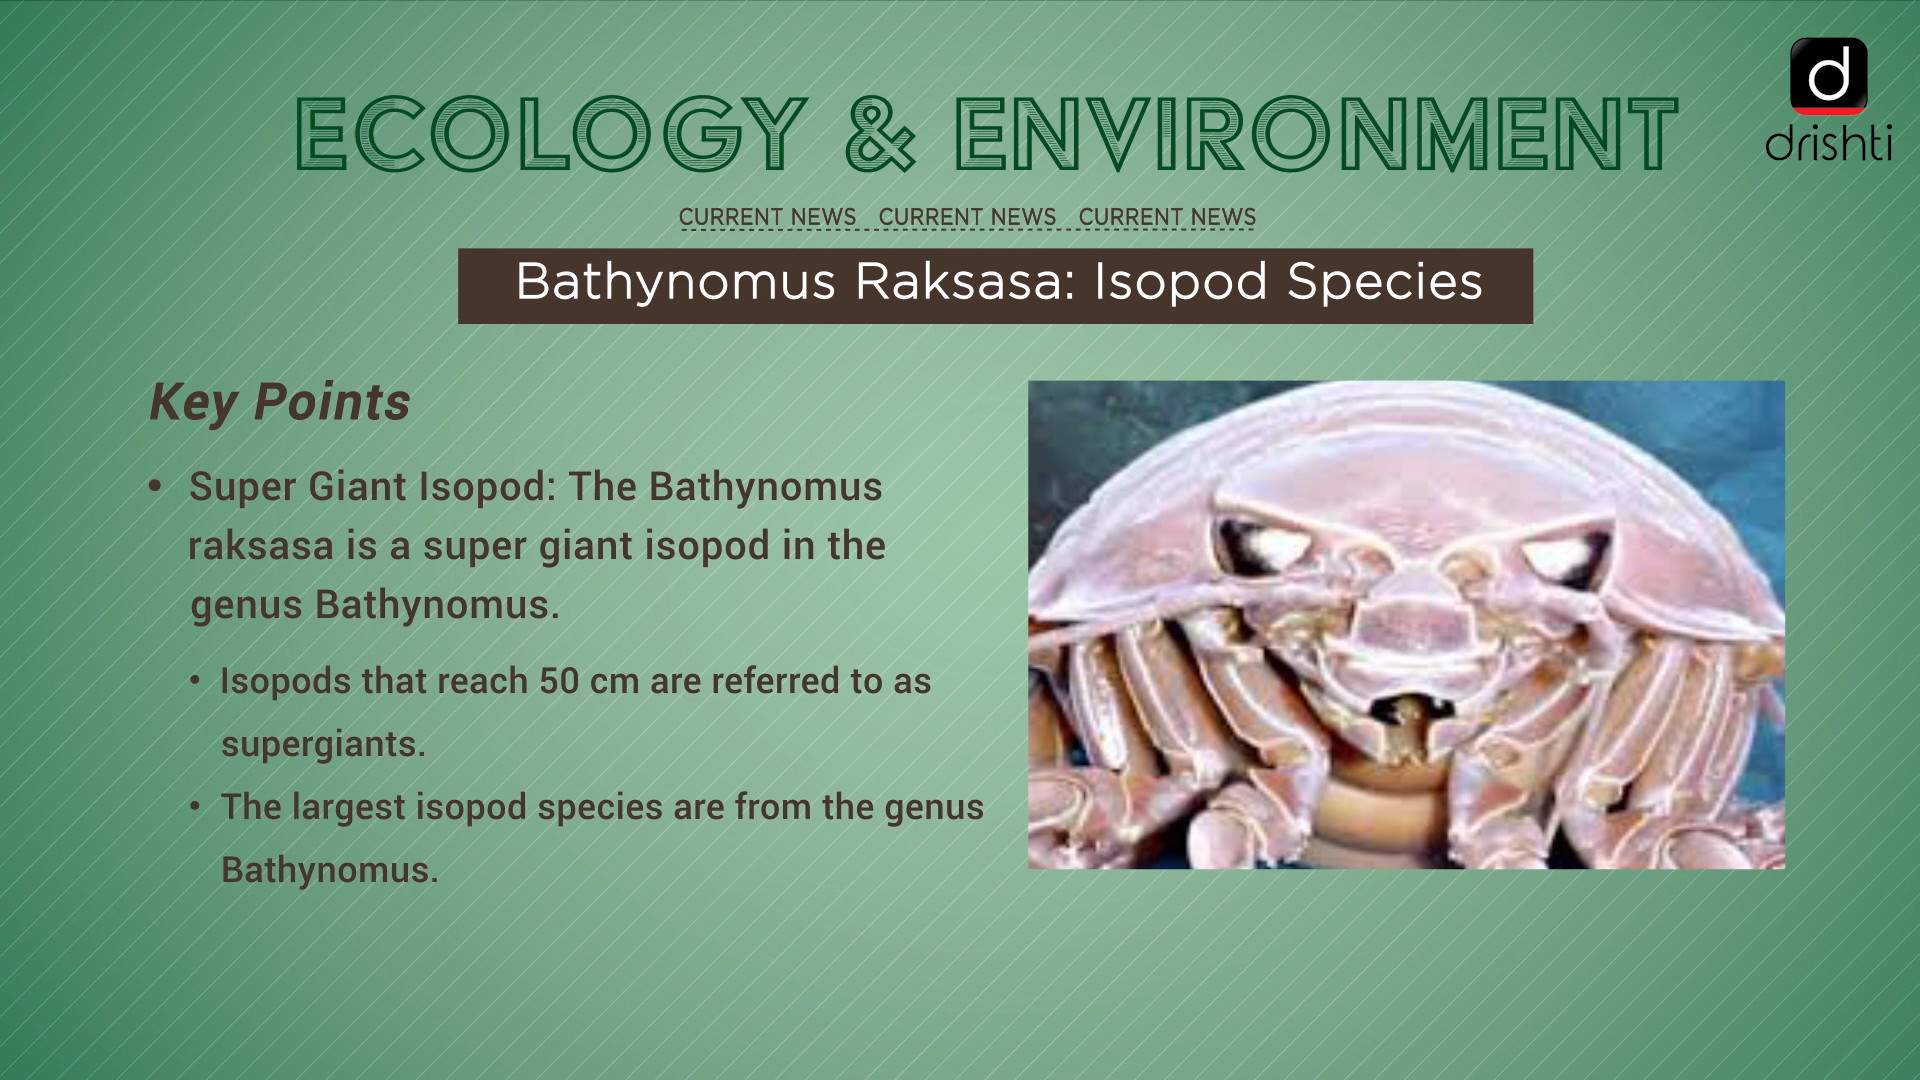 d
drishti
ECOLOGY & ENVIRONMENT
CURRENT NEWS CURRENT NEWS CURRENT NEWS
Bathynomus Raksasa: Isopod Species
Key Points
• Super Giant Isopod: The Bathynomus
raksasa is a super giant isopod in the
genus Bathynomus.
• Isopods that reach 50 cm are referred to as
supergiants.
• The largest isopod species are from the genus
Bathynomus.